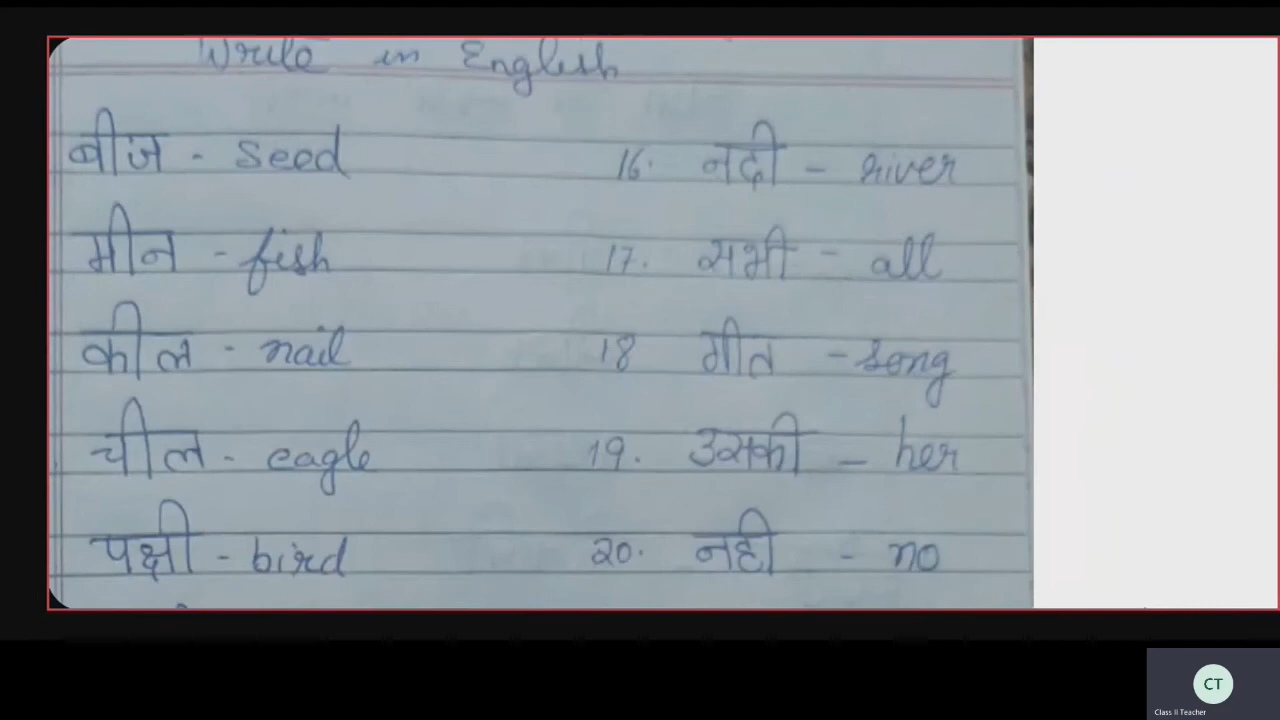 Write in English
बीज - seed 16. नदी - river
मीन - fish 17. सभी - all
कील - nail 18 गीत - song
चील - eagle 19. उसकी - her
पक्षी - bird 20. नही - no
CT
Class II Teacher